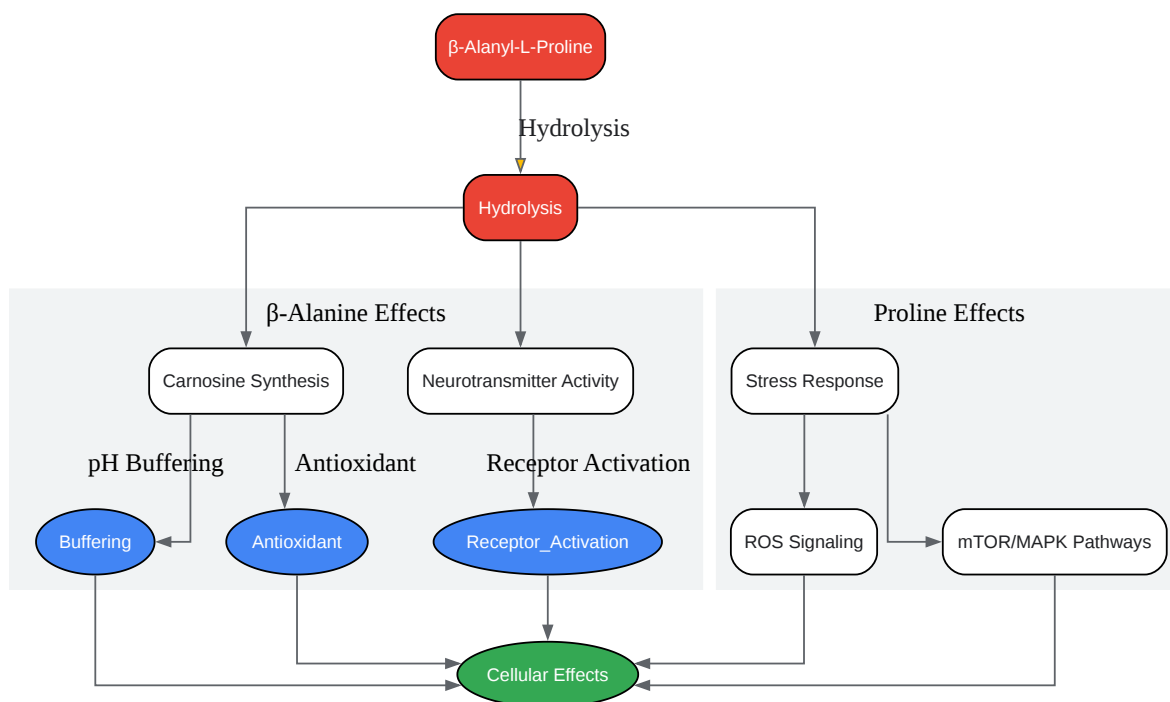 β-Alanyl-L-Proline
Hydrolysis
Hydrolysis
β-Alanine Effects
Proline Effects
Carnosine Synthesis
Neurotransmitter Activity
Stress Response
pH Buffering
Antioxidant
Receptor Activation
Buffering
Antioxidant
Receptor_Activation
ROS Signaling
mTOR/MAPK Pathways
Cellular Effects